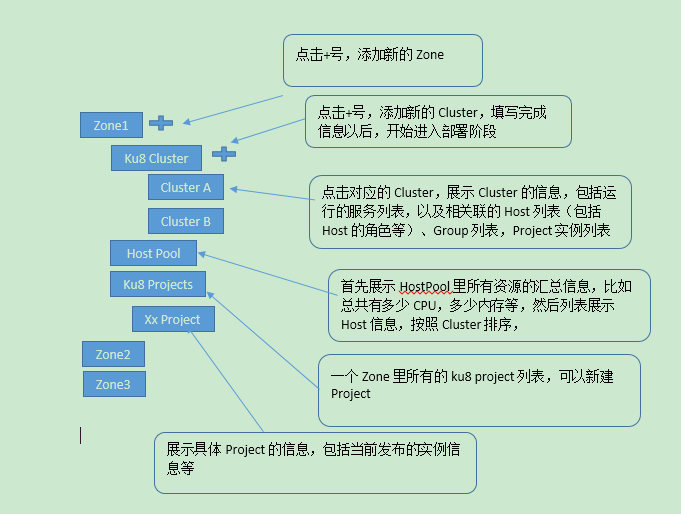 点击+号，添加新的 Zone
点击+号，添加新的 Cluster，填写完成
信息以后，开始进入部署阶段
Zone1
Ku8 Cluster
Cluster A
点击对应的 Cluster，展示 Cluster 的信息，包括运
行的服务列表，以及相关联的 Host 列表（包括
Host 的角色等）、Group 列表，Project 实例列表
Cluster B
Host Pool
Ku8 Projects
首先展示 HostPool 里所有资源的汇总信息，比如
总共有多少 CPU，多少内存等，然后列表展示
Host 信息，按照 Cluster 排序，
Xx Project
Zone2
Zone3
一个 Zone 里所有的 ku8 project 列表，可以新建
Project
展示具体 Project 的信息，包括当前发布的实例信
息等